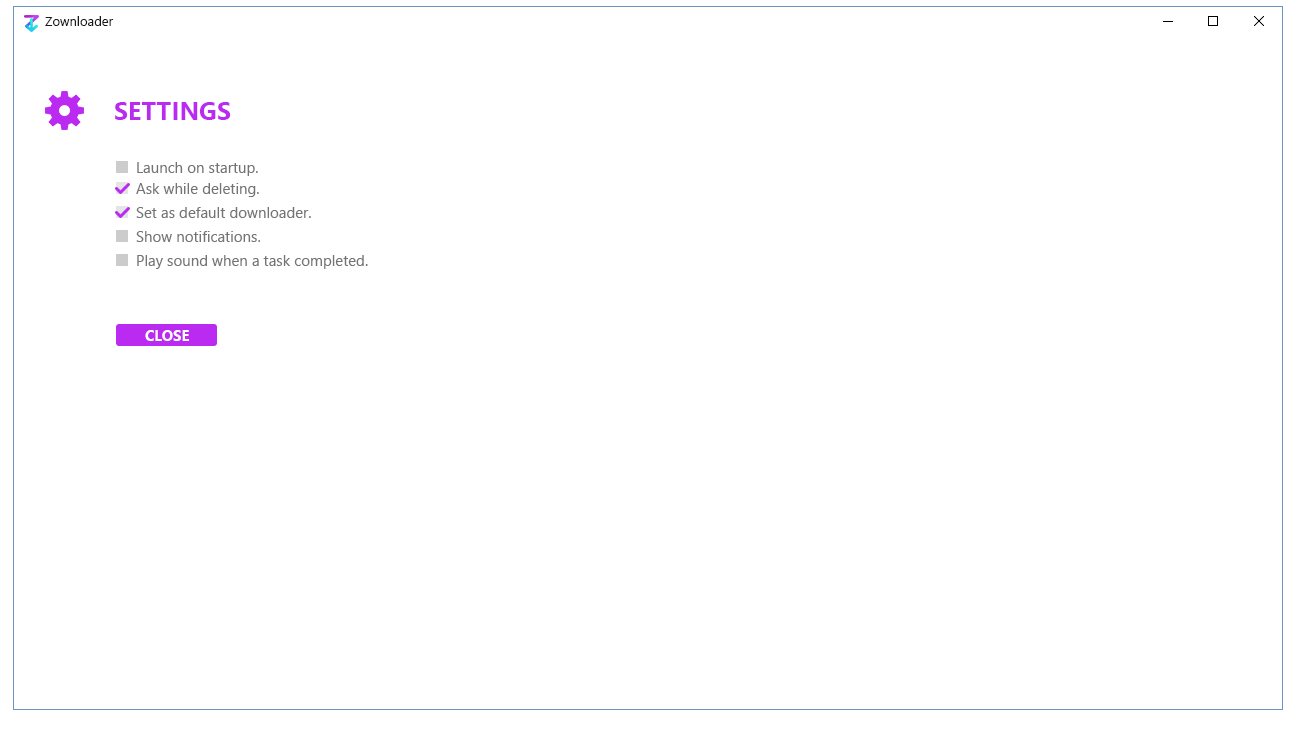 Zownloader
SETTINGS
Launch on startup.
Ask while deleting.
Set as default downloader.
Show notifications.
Play sound when a task completed.
CLOSE